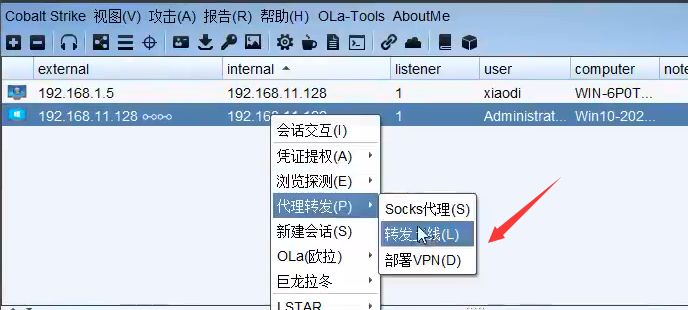 Cobalt Strike 视图(V) 攻击(A) 报告(R) 帮助(H) OLa-Tools AboutMe
external internal listener user computer note
192.168.1.5 192.168.11.128 1 xiaodi WIN-6P0T...
192.168.11.128 192.168.11.128 1 Administrat... Win10-202...
会话交互(I)
凭证提权(A)
浏览探测(E)
代理转发(P)
Socks代理(S)
转发上线(L)
部署VPN(D)
新建会话(S)
OLa(欧拉)
巨龙拉冬
LSTAR